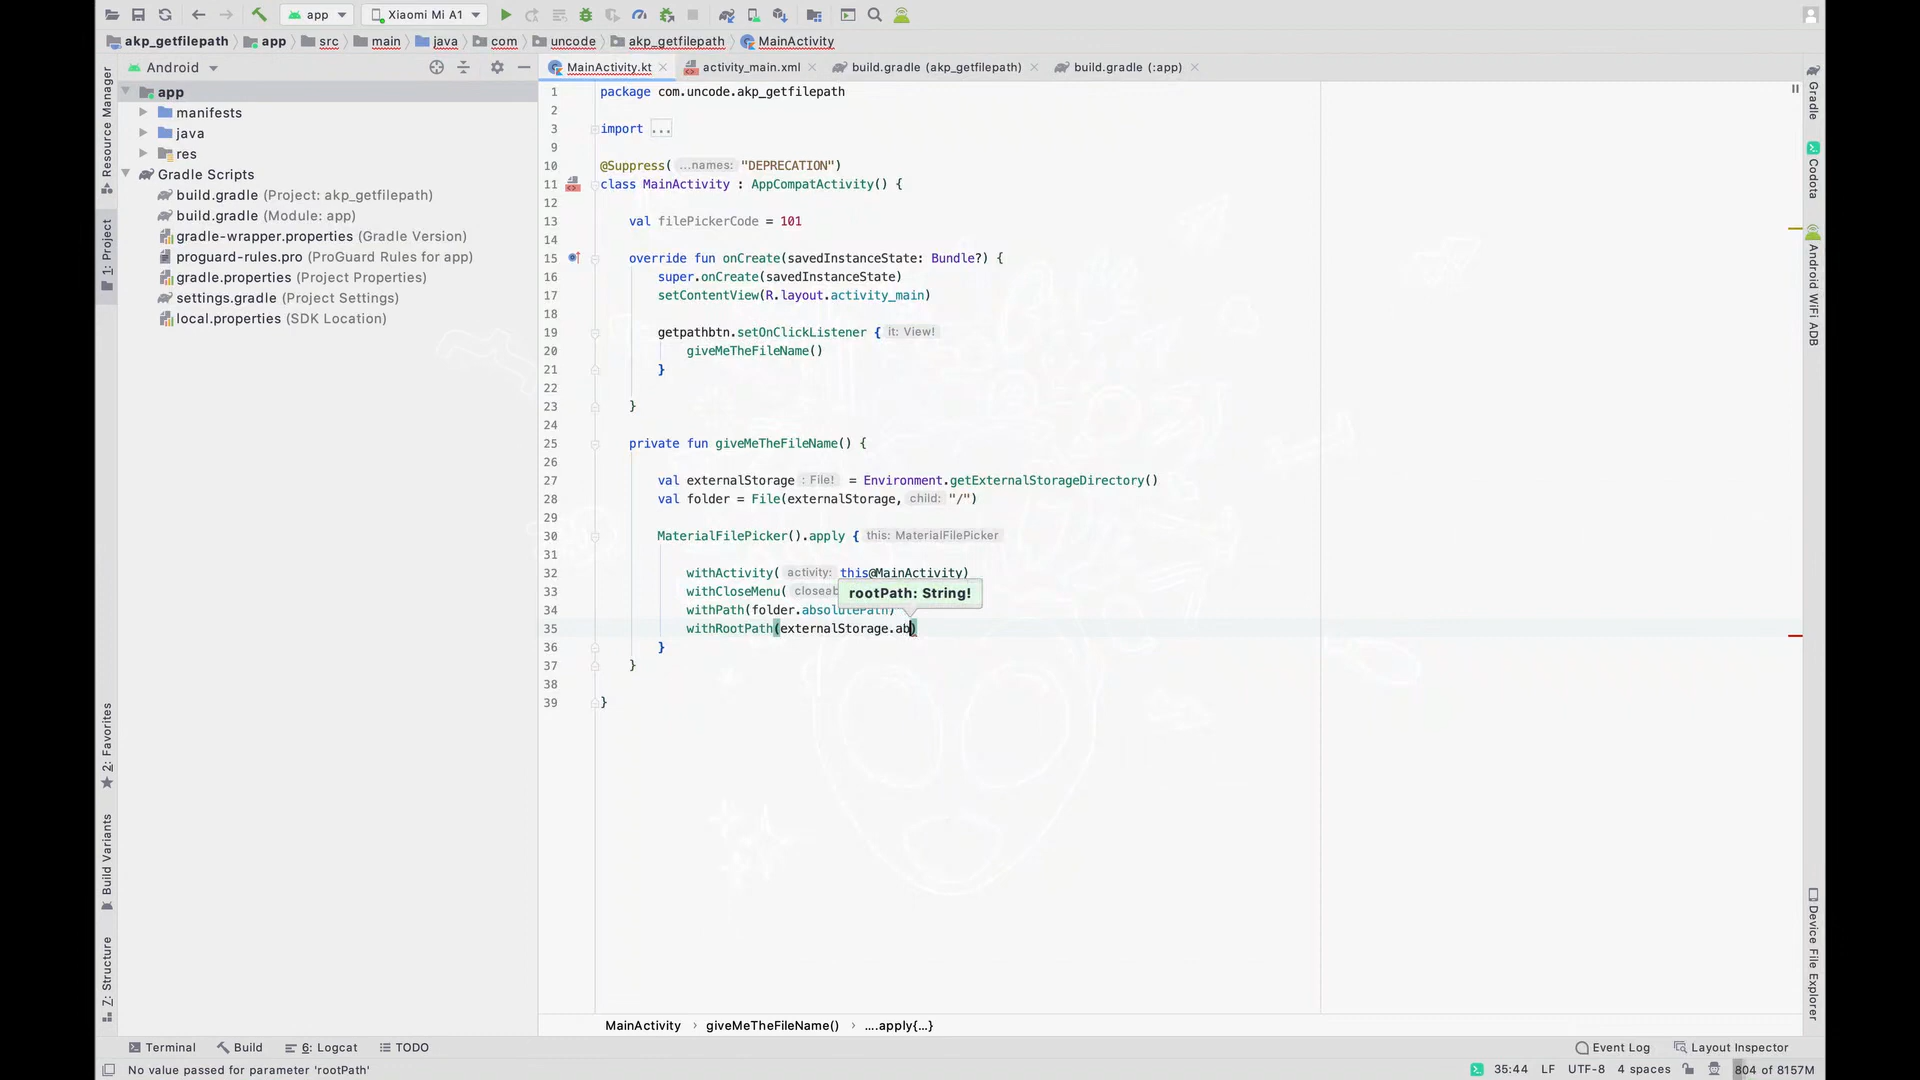 app
Xiaomi Mi A1
akp_getfilepath
app
src
main
java
com
uncode
akp_getfilepath
MainActivity
Android
MainActivity.kt
activity_main.xml
build.gradle (akp_getfilepath)
build.gradle (:app)
app
manifests
java
res
Gradle Scripts
build.gradle (Project: akp_getfilepath)
build.gradle (Module: app)
gradle-wrapper.properties (Gradle Version)
proguard-rules.pro (ProGuard Rules for app)
gradle.properties (Project Properties)
settings.gradle (Project Settings)
local.properties (SDK Location)
Resource Manager
1: Project
2: Favorites
Build Variants
Z: Structure
1 package com.uncode.akp_getfilepath
2
3 import ...
9
10 @Suppress( ...names: "DEPRECATION")
11 class MainActivity : AppCompatActivity() {
12
13 val filePickerCode = 101
14
15 override fun onCreate(savedInstanceState: Bundle?) {
16 super.onCreate(savedInstanceState)
17 setContentView(R.layout.activity_main)
18
19 getpathbtn.setOnClickListener { it: View!
20 giveMeTheFileName()
21 }
22
23 }
24
25 private fun giveMeTheFileName() {
26
27 val externalStorage : File! = Environment.getExternalStorageDirectory()
28 val folder = File(externalStorage, child: "/")
29
30 MaterialFilePicker().apply { this: MaterialFilePicker
31
32 withActivity( activity: this@MainActivity)
33 withCloseMenu( closeab
rootPath: String!
34 withPath(folder.absolutePath)
35 withRootPath(externalStorage.ab)
36 }
37 }
38
39 }
Gradle
Codota
Android WiFi ADB
Device File Explorer
MainActivity › giveMeTheFileName() › ....apply{...}
Terminal
Build
6: Logcat
TODO
Event Log
Layout Inspector
No value passed for parameter 'rootPath'
35:44
LF
UTF-8
4 spaces
804 of 8157M